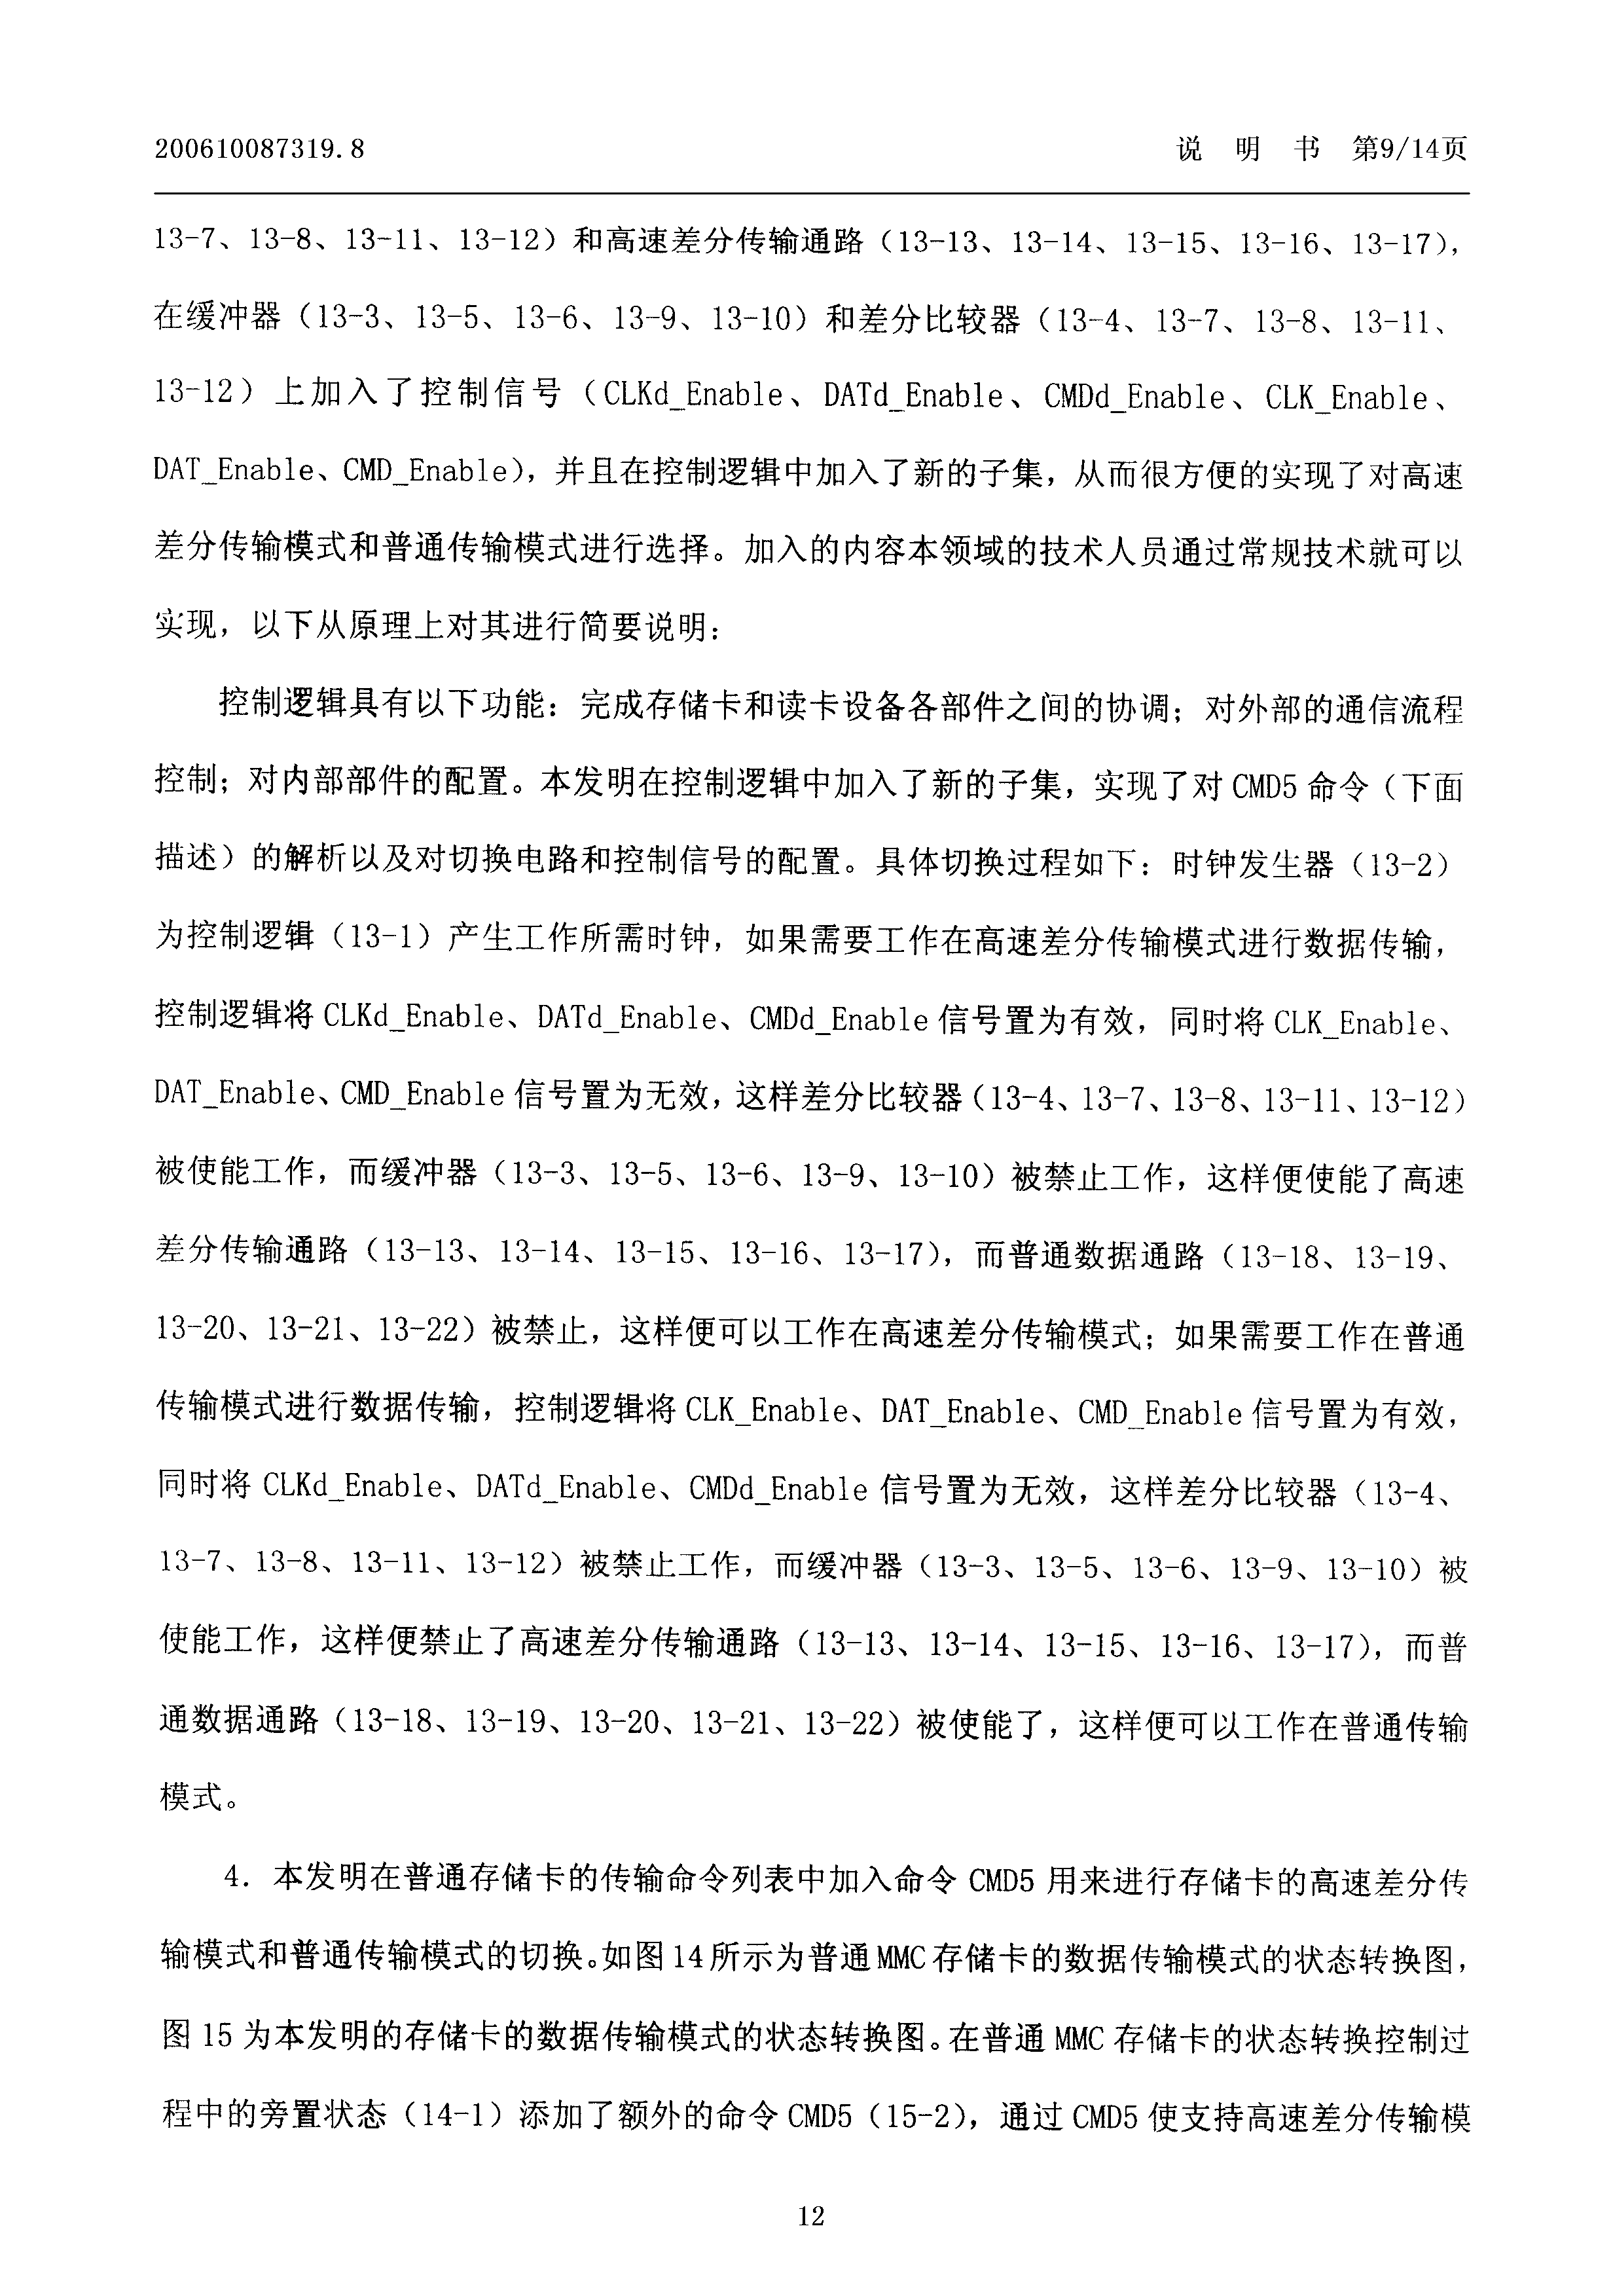 200610087319.8
说 明 书 第9/14页
13-7、13-8、13-11、13-12）和高速差分传输通路（13-13、13-14、13-15、13-16、13-17），
在缓冲器（13-3、13-5、13-6、13-9、13-10）和差分比较器（13-4、13-7、13-8、13-11、
13-12）上加入了控制信号（CLKd_Enable、DATd_Enable、CMDd_Enable、CLK_Enable、
DAT_Enable、CMD_Enable），并且在控制逻辑中加入了新的子集，从而很方便的实现了对高速
差分传输模式和普通传输模式进行选择。加入的内容本领域的技术人员通过常规技术就可以
实现，以下从原理上对其进行简要说明：
控制逻辑具有以下功能：完成存储卡和读卡设备各部件之间的协调；对外部的通信流程
控制；对内部部件的配置。本发明在控制逻辑中加入了新的子集，实现了对 CMD5 命令（下面
描述）的解析以及对切换电路和控制信号的配置。具体切换过程如下：时钟发生器（13-2）
为控制逻辑（13-1）产生工作所需时钟，如果需要工作在高速差分传输模式进行数据传输，
控制逻辑将 CLKd_Enable、DATd_Enable、CMDd_Enable 信号置为有效，同时将 CLK_Enable、
DAT_Enable、CMD_Enable 信号置为无效，这样差分比较器（13-4、13-7、13-8、13-11、13-12）
被使能工作，而缓冲器（13-3、13-5、13-6、13-9、13-10）被禁止工作，这样便使能了高速
差分传输通路（13-13、13-14、13-15、13-16、13-17），而普通数据通路（13-18、13-19、
13-20、13-21、13-22）被禁止，这样便可以工作在高速差分传输模式；如果需要工作在普通
传输模式进行数据传输，控制逻辑将 CLK_Enable、DAT_Enable、CMD_Enable 信号置为有效，
同时将 CLKd_Enable、DATd_Enable、CMDd_Enable 信号置为无效，这样差分比较器（13-4、
13-7、13-8、13-11、13-12）被禁止工作，而缓冲器（13-3、13-5、13-6、13-9、13-10）被
使能工作，这样便禁止了高速差分传输通路（13-13、13-14、13-15、13-16、13-17），而普
通数据通路（13-18、13-19、13-20、13-21、13-22）被使能了，这样便可以工作在普通传输
模式。
4．本发明在普通存储卡的传输命令列表中加入命令 CMD5 用来进行存储卡的高速差分传
输模式和普通传输模式的切换。如图 14 所示为普通 MMC 存储卡的数据传输模式的状态转换图，
图 15 为本发明的存储卡的数据传输模式的状态转换图。在普通 MMC 存储卡的状态转换控制过
程中的旁置状态（14-1）添加了额外的命令 CMD5（15-2），通过 CMD5 使支持高速差分传输模
12